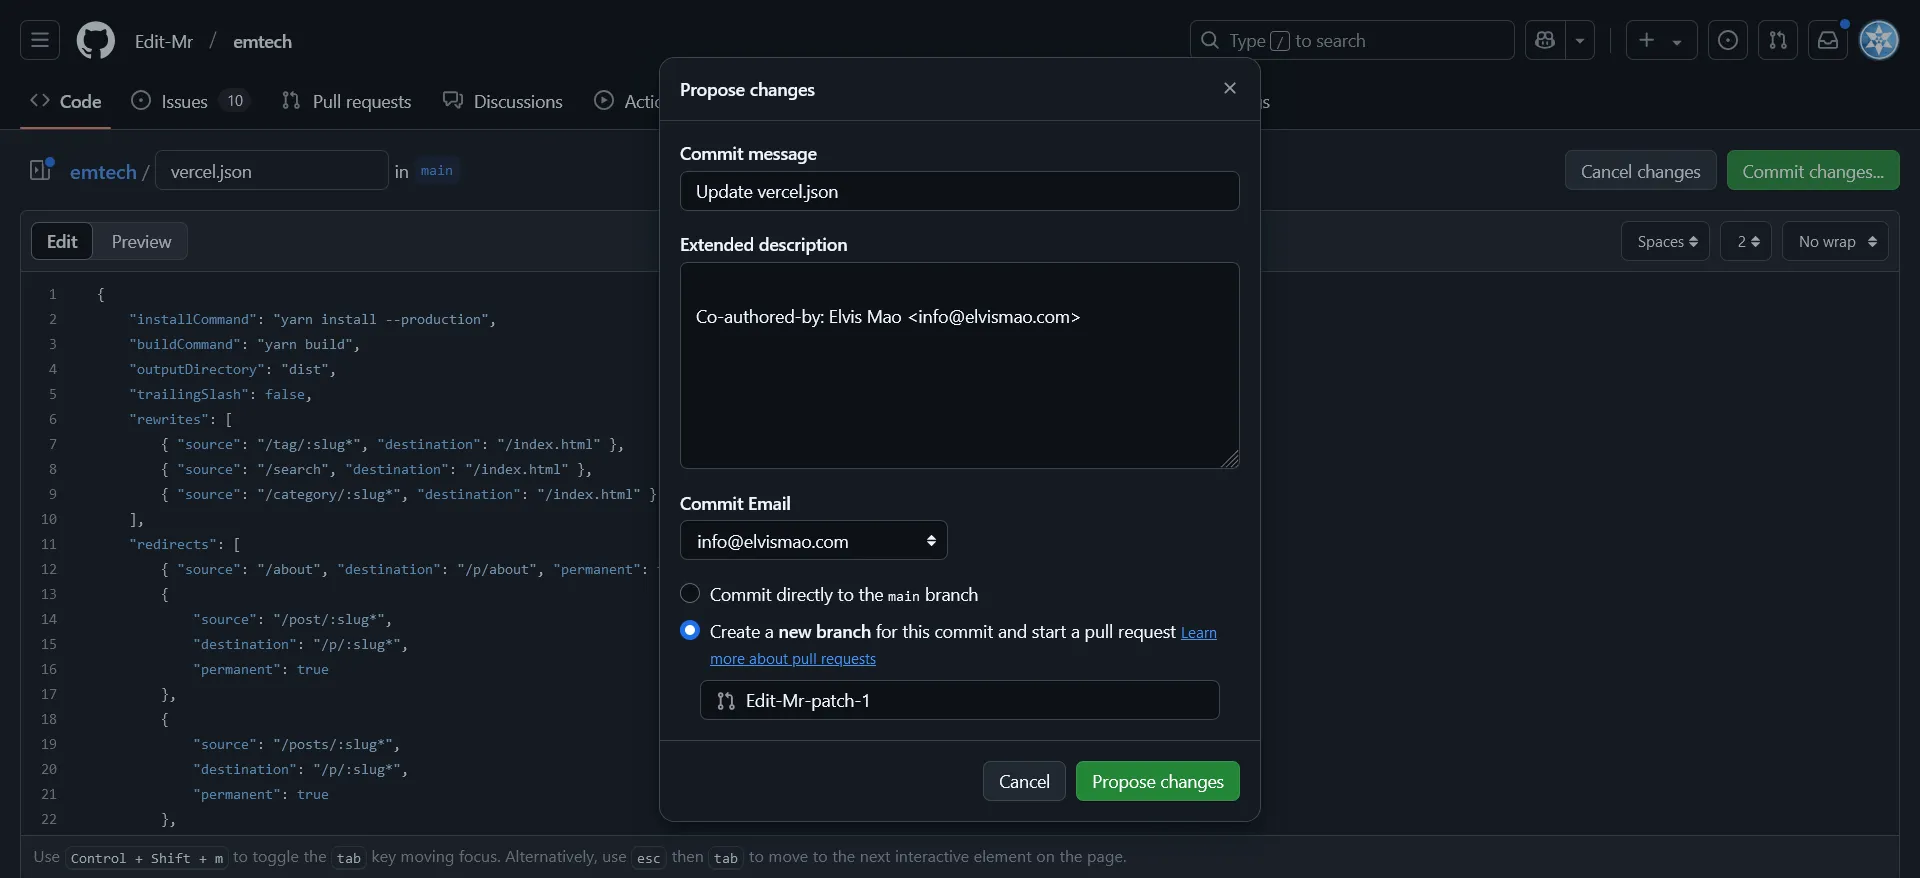 Edit-Mr / emtech
Type / to search
Code
Issues 10
Pull requests
Discussions
Actio
s
emtech / vercel.json in main
Cancel changes
Commit changes...
Edit
Preview
Spaces
2
No wrap
1 {
2 "installCommand": "yarn install --production",
3 "buildCommand": "yarn build",
4 "outputDirectory": "dist",
5 "trailingSlash": false,
6 "rewrites": [
7 { "source": "/tag/:slug*", "destination": "/index.html" },
8 { "source": "/search", "destination": "/index.html" },
9 { "source": "/category/:slug*", "destination": "/index.html" }
10 ],
11 "redirects": [
12 { "source": "/about", "destination": "/p/about", "permanent":
13 {
14 "source": "/post/:slug*",
15 "destination": "/p/:slug*",
16 "permanent": true
17 },
18 {
19 "source": "/posts/:slug*",
20 "destination": "/p/:slug*",
21 "permanent": true
22 },
Use Control + Shift + m to toggle the tab key moving focus. Alternatively, use esc then tab to move to the next interactive element on the page.
Propose changes
Commit message
Update vercel.json
Extended description
Co-authored-by: Elvis Mao <info@elvismao.com>
Commit Email
info@elvismao.com
Commit directly to the main branch
Create a new branch for this commit and start a pull request Learn
more about pull requests
Edit-Mr-patch-1
Cancel
Propose changes